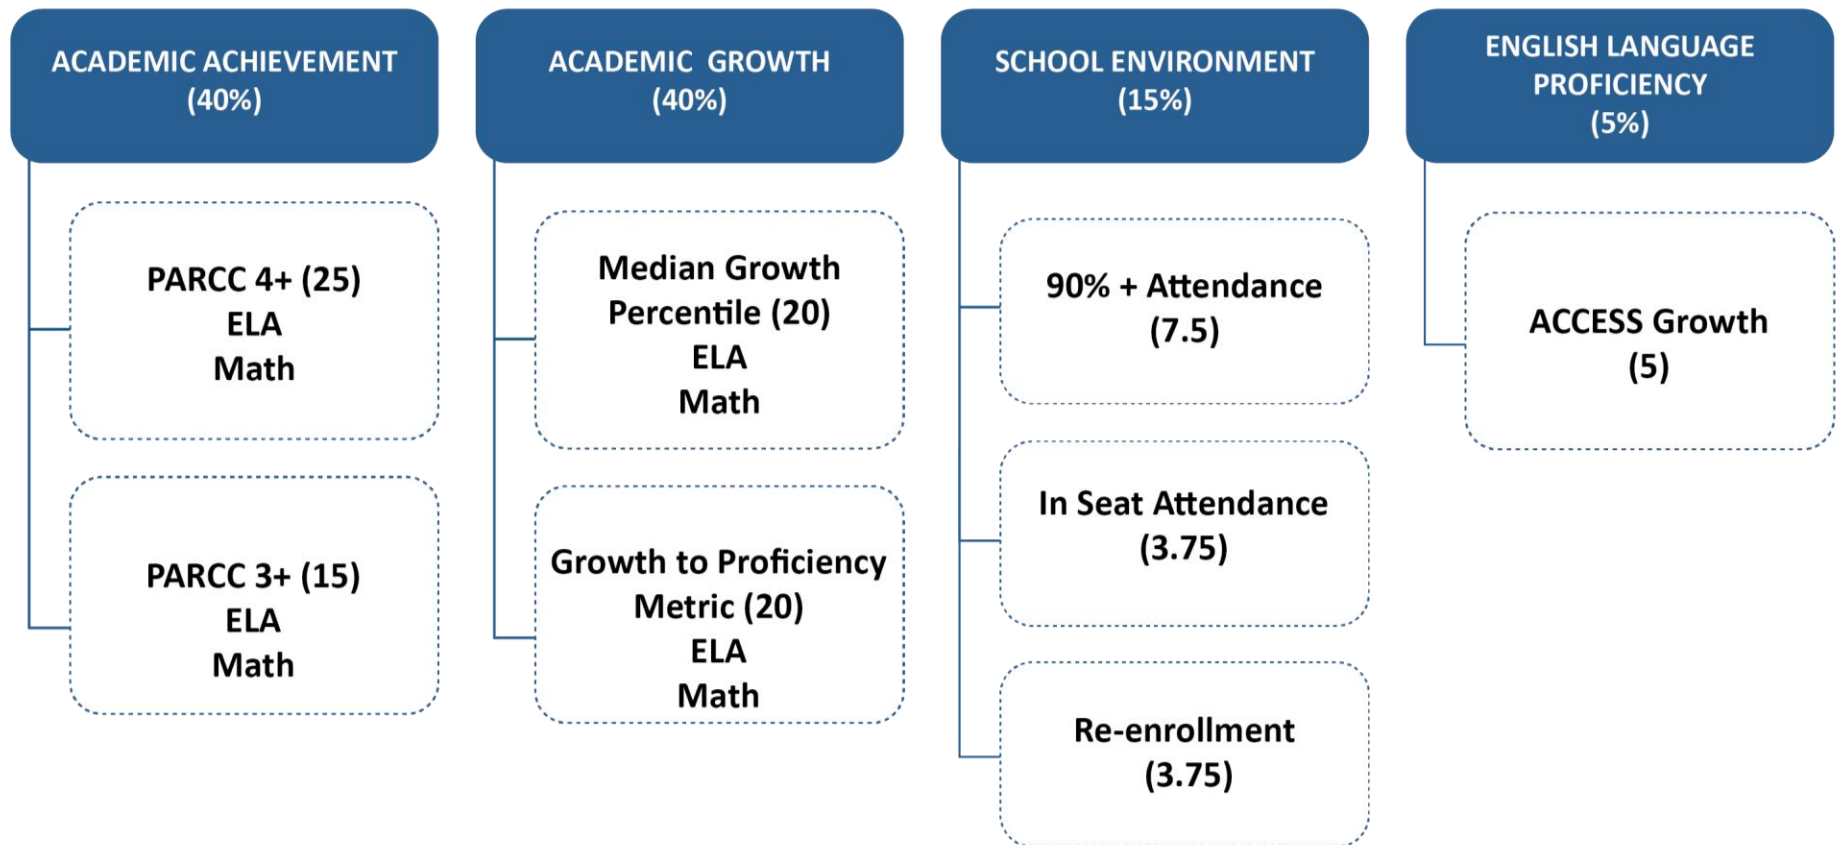 ACADEMIC ACHIEVEMENT
(40%)
PARCC 4+ (25)
ELA
Math
PARCC 3+ (15)
ELA
Math
ACADEMIC GROWTH
(40%)
Median Growth
Percentile (20)
ELA
Math
Growth to Proficiency
Metric (20)
ELA
Math
SCHOOL ENVIRONMENT
(15%)
90% + Attendance
(7.5)
In Seat Attendance
(3.75)
Re-enrollment
(3.75)
ENGLISH LANGUAGE
PROFICIENCY
(5%)
ACCESS Growth
(5)